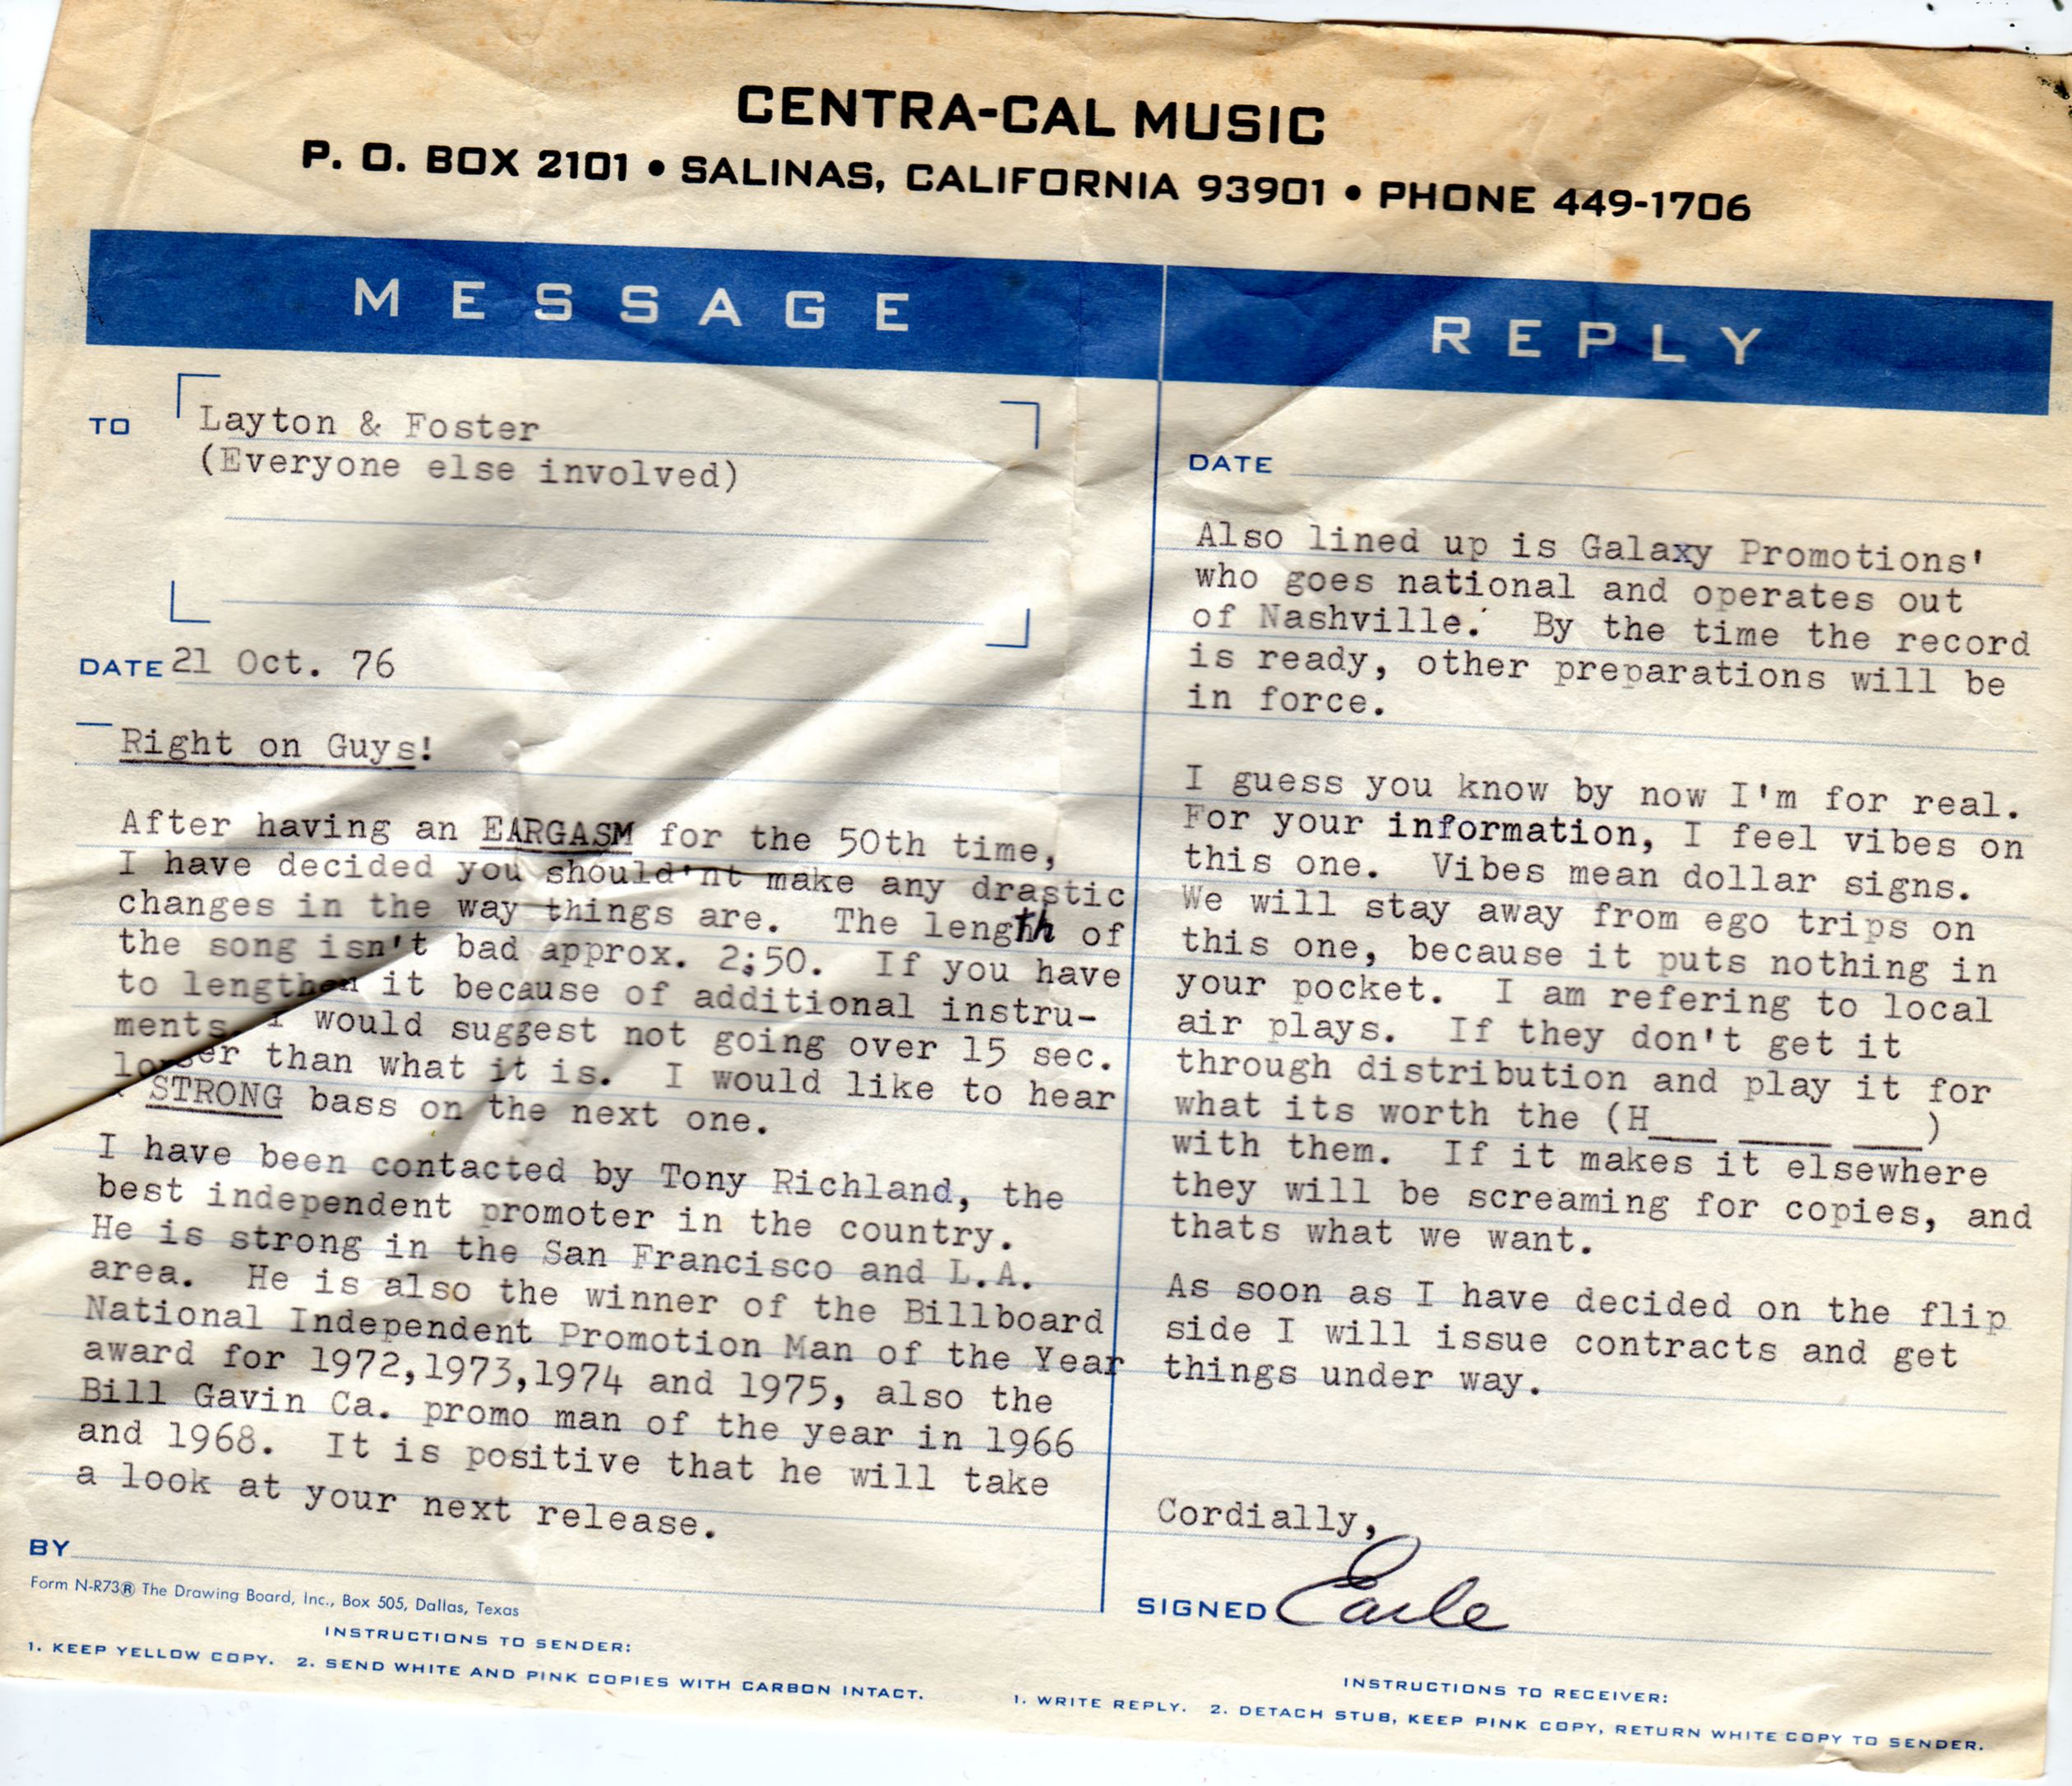 CENTRA-CAL MUSIC
P. O. BOX 2101 • SALINAS, CALIFORNIA 93901 • PHONE 449-1706
MESSAGE
TO
Layton & Foster
(Everyone else involved)
DATE 21 Oct. 76
Right on Guys!
After having an EARGASM for the 50th time,
I have decided you should'nt make any drastic
changes in the way things are. The length of
the song isn't bad approx. 2:50. If you have
to lengthen it because of additional instru-
ments I would suggest not going over 15 sec.
longer than what it is. I would like to hear
STRONG bass on the next one.
I have been contacted by Tony Richland, the
best independent promoter in the country.
He is strong in the San Francisco and L.A.
area. He is also the winner of the Billboard
National Independent Promotion Man of the Year
award for 1972,1973,1974 and 1975, also the
Bill Gavin Ca. promo man of the year in 1966
and 1968. It is positive that he will take
a look at your next release.
BY
Form N-R73® The Drawing Board, Inc., Box 505, Dallas, Texas
INSTRUCTIONS TO SENDER:
1. KEEP YELLOW COPY. 2. SEND WHITE AND PINK COPIES WITH CARBON INTACT.
REPLY
DATE
Also lined up is Galaxy Promotions'
who goes national and operates out
of Nashville. By the time the record
is ready, other preparations will be
in force.
I guess you know by now I'm for real.
For your information, I feel vibes on
this one. Vibes mean dollar signs.
We will stay away from ego trips on
this one, because it puts nothing in
your pocket. I am refering to local
air plays. If they don't get it
through distribution and play it for
what its worth the (H___ ____ ___)
with them. If it makes it elsewhere
they will be screaming for copies, and
thats what we want.
As soon as I have decided on the flip
side I will issue contracts and get
things under way.
Cordially,
SIGNED Earle
INSTRUCTIONS TO RECEIVER:
1. WRITE REPLY. 2. DETACH STUB, KEEP PINK COPY, RETURN WHITE COPY TO SENDER.